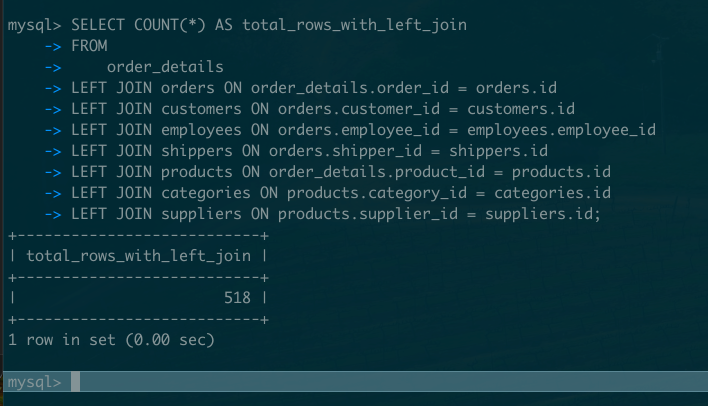 mysql> SELECT COUNT(*) AS total_rows_with_left_join
    -> FROM
    ->     order_details
    -> LEFT JOIN orders ON order_details.order_id = orders.id
    -> LEFT JOIN customers ON orders.customer_id = customers.id
    -> LEFT JOIN employees ON orders.employee_id = employees.employee_id
    -> LEFT JOIN shippers ON orders.shipper_id = shippers.id
    -> LEFT JOIN products ON order_details.product_id = products.id
    -> LEFT JOIN categories ON products.category_id = categories.id
    -> LEFT JOIN suppliers ON products.supplier_id = suppliers.id;
+---------------------------+
| total_rows_with_left_join |
+---------------------------+
|                       518 |
+---------------------------+
1 row in set (0.00 sec)
mysql>